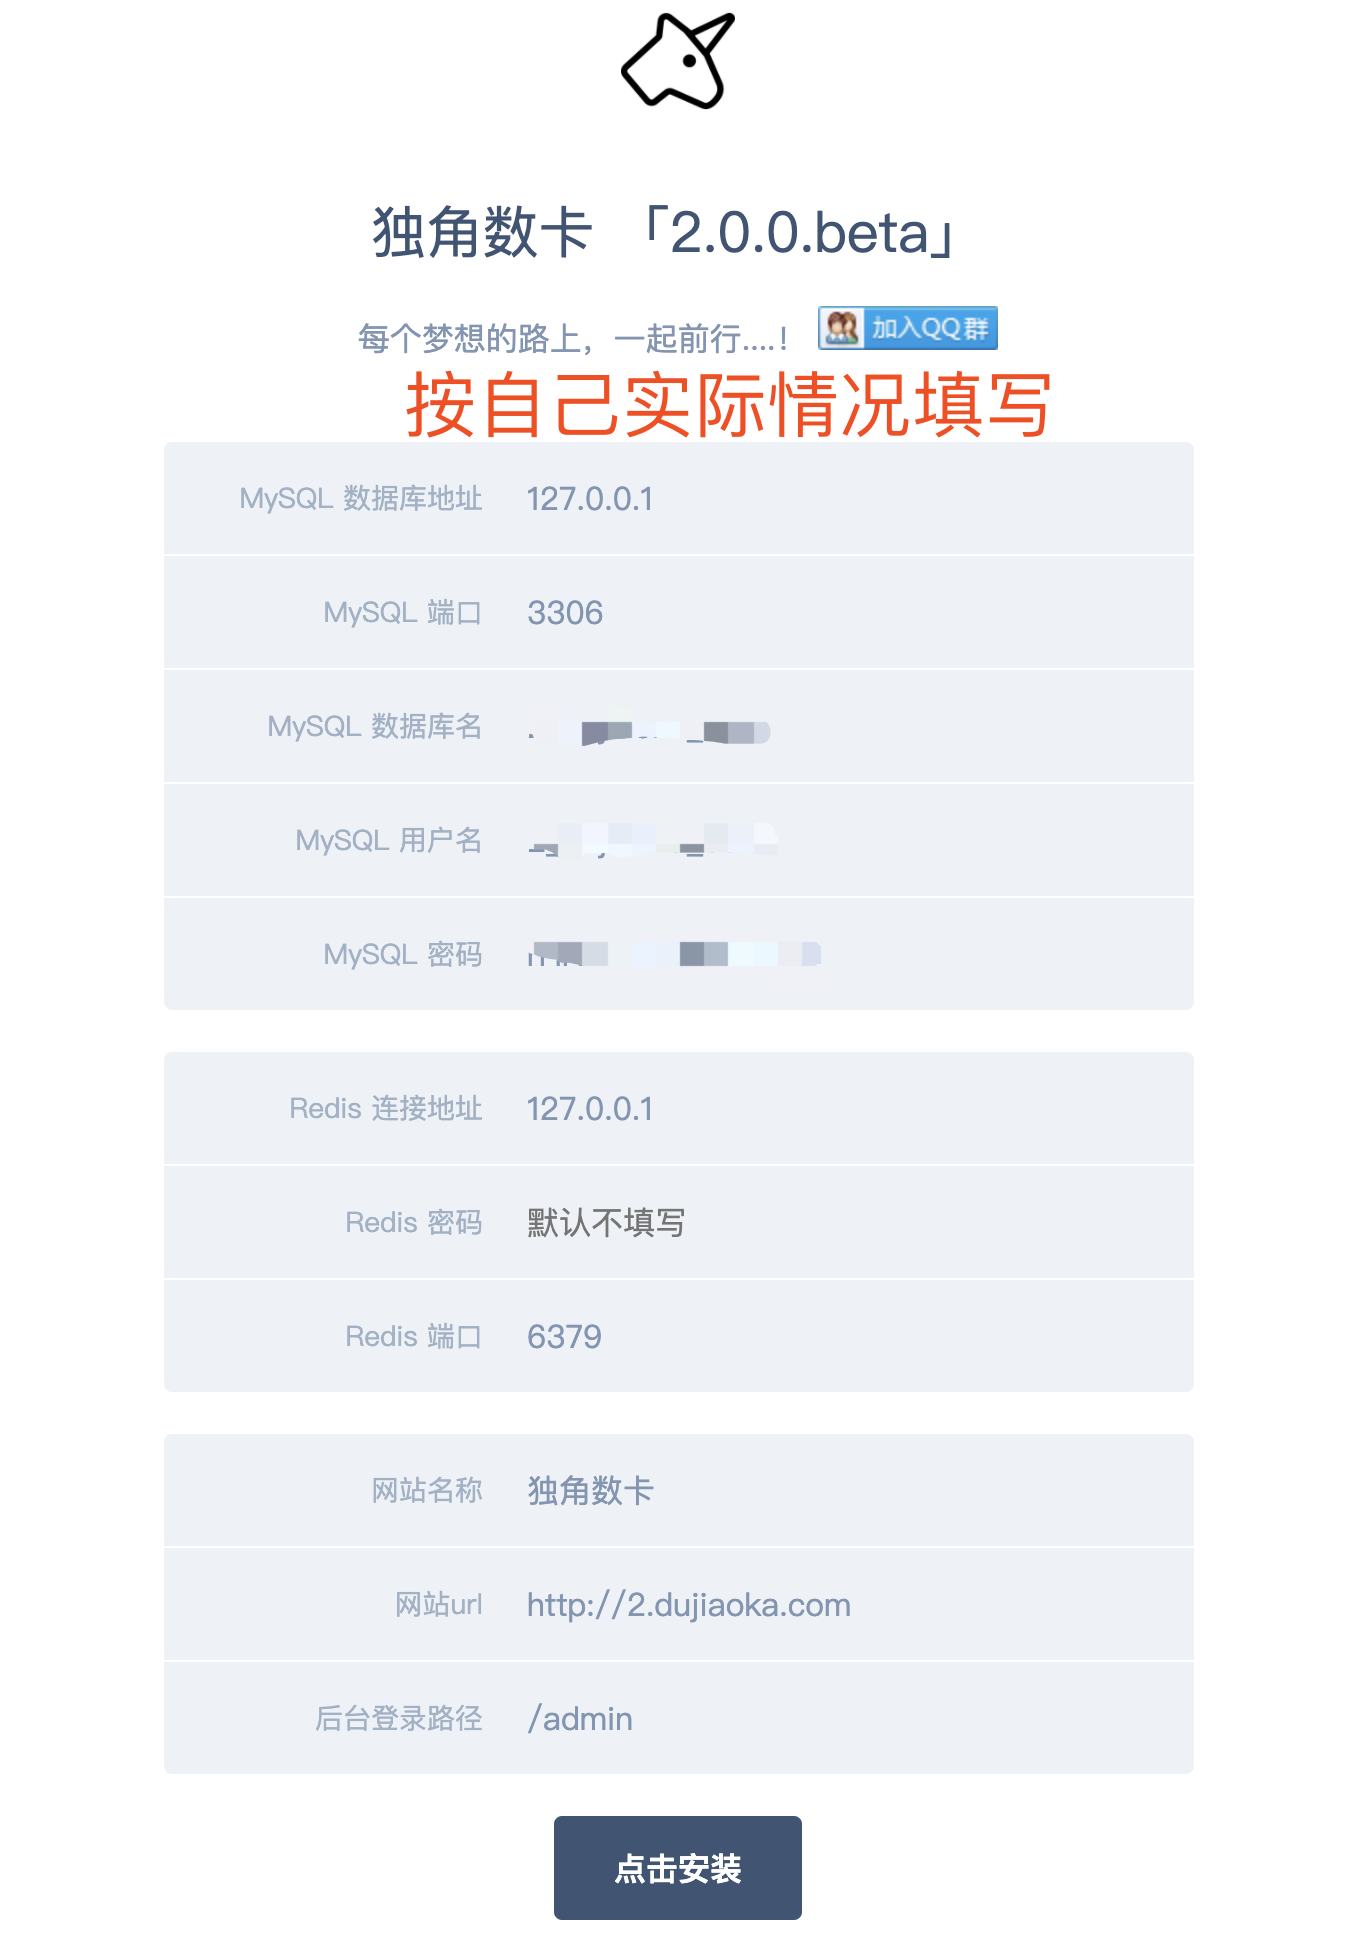 独角数卡 「2.0.0.beta」
每个梦想的路上，一起前行....！ 加入QQ群
按自己实际情况填写
MySQL 数据库地址 127.0.0.1
MySQL 端口 3306
MySQL 数据库名
MySQL 用户名
MySQL 密码
Redis 连接地址 127.0.0.1
Redis 密码 默认不填写
Redis 端口 6379
网站名称 独角数卡
网站url http://2.dujiaoka.com
后台登录路径 /admin
点击安装